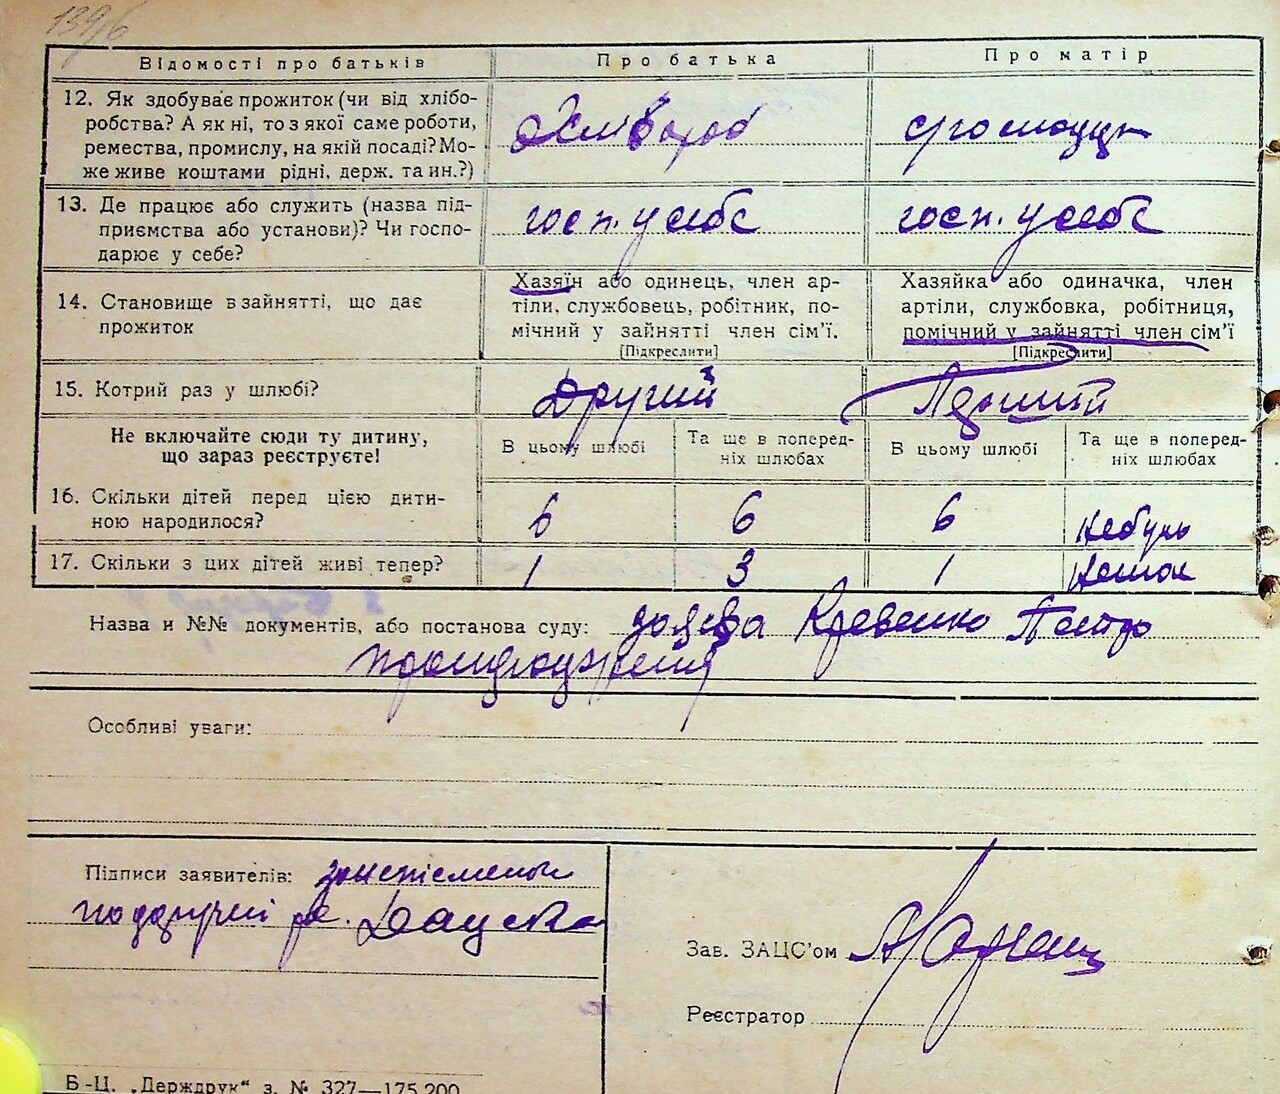 139б
Відомості про батьків
Про батька
Про матір
12. Як здобуває прожиток (чи від хлібо-
робства? А як ні, то з якої саме роботи,
ремества, промислу, на якій посаді? Мо-
же живе коштами рідні, держ. та ин.?)
Хлібороб
13. Де працює або служить (назва під-
приємства або установи)? Чи госпо-
дарює у себе?
госп. у себе
госп. у себе
14. Становище в зайнятті, що дає
прожиток
Хазяїн або одинець, член ар-
тіли, службовець, робітник, по-
мічний у зайнятті член сім'ї.
[Підкреслити]
Хазяйка або одиначка, член
артіли, службовка, робітниця,
помічний у зайнятті член сім'ї
[Підкреслити]
15. Котрий раз у шлюбі?
Другий
Не включайте сюди ту дитину,
що зараз реєструєте!
В цьому шлюбі
Та ще в поперед-
ніх шлюбах
В цьому шлюбі
Та ще в поперед-
ніх шлюбах
16. Скільки дітей перед цією дити-
ною народилося?
6
6
6
небуло
17. Скільки з цих дітей живі тепер?
1
3
1
немає
Назва и №№ документів, або постанова суду:
Кревенко Петро
Особливі уваги:
Підписи заявителів:
Зав. ЗАЦС'ом
Реєстратор
Б-Ц. „Держдрук“ з. № 327—175.200